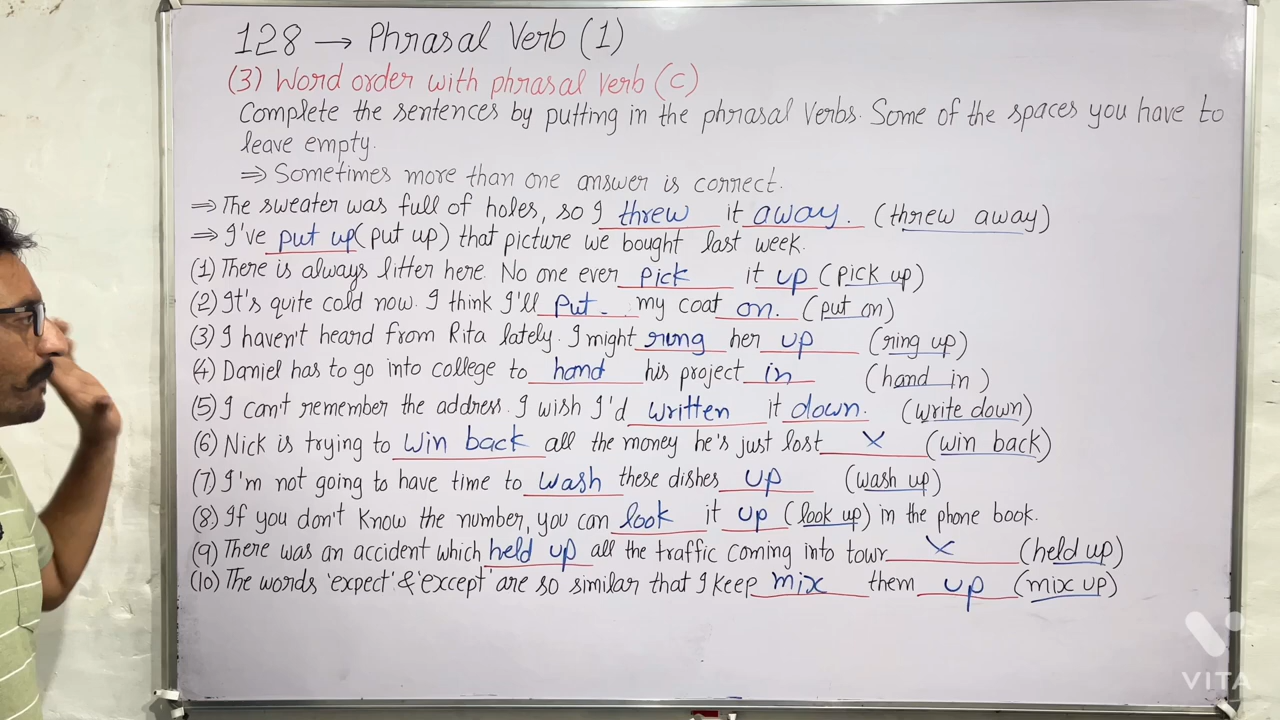 128 → Phrasal Verb (1)
(3) Word order with phrasal verb (c)
Complete the sentences by putting in the phrasal verbs. Some of the spaces you have to
leave empty.
⇒ Sometimes more than one answer is correct.
⇒ The sweater was full of holes, so I threw it away. (threw away)
⇒ I've put up (put up) that picture we bought last week.
(1) There is always litter here. No one ever pick it up (pick up)
(2) It's quite cold now. I think I'll put my coat on. (put on)
(3) I haven't heard from Rita lately. I might ring her up (ring up)
(4) Daniel has to go into college to hand his project in (hand in)
(5) I can't remember the address. I wish I'd written it down. (write down)
(6) Nick is trying to win back all the money he's just lost × (win back)
(7) I'm not going to have time to wash these dishes up (wash up)
(8) If you don't know the number, you can look it up (look up) in the phone book.
(9) There was an accident which held up all the traffic coming into town × (held up)
(10) The words 'expect' & 'except' are so similar that I keep mix them up (mix up)
VITA